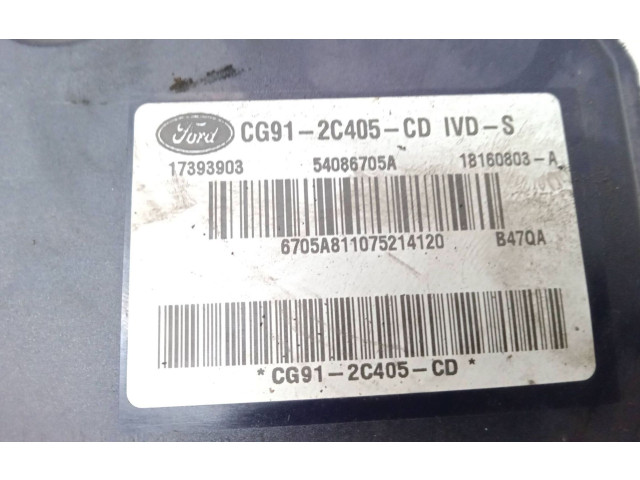 Ford CG91-2C405-CD IVD-S
17393903 54086705A 18160803-A
6705A811075214120 B47QA
*CG91-2C405-CD*